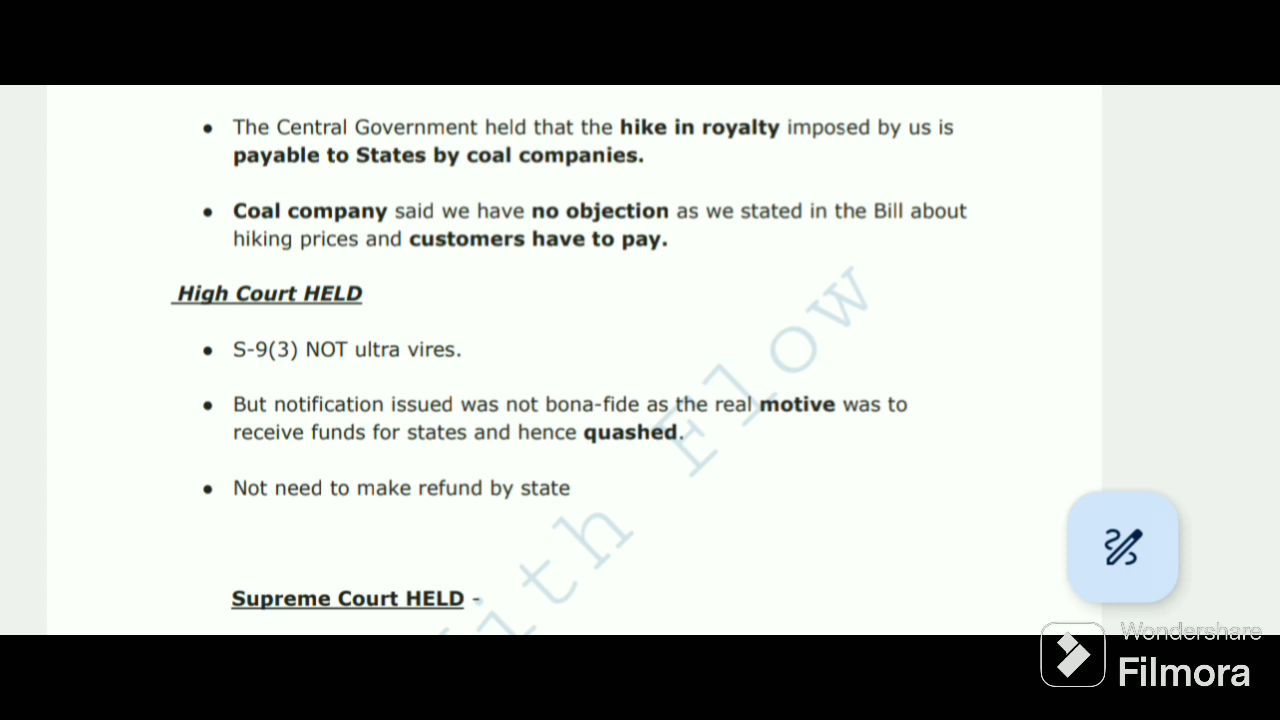 • The Central Government held that the hike in royalty imposed by us is
payable to States by coal companies.
• Coal company said we have no objection as we stated in the Bill about
hiking prices and customers have to pay.
High Court HELD
• S-9(3) NOT ultra vires.
• But notification issued was not bona-fide as the real motive was to
receive funds for states and hence quashed.
• Not need to make refund by state
Supreme Court HELD -
ith Flow
Wondershare
Filmora